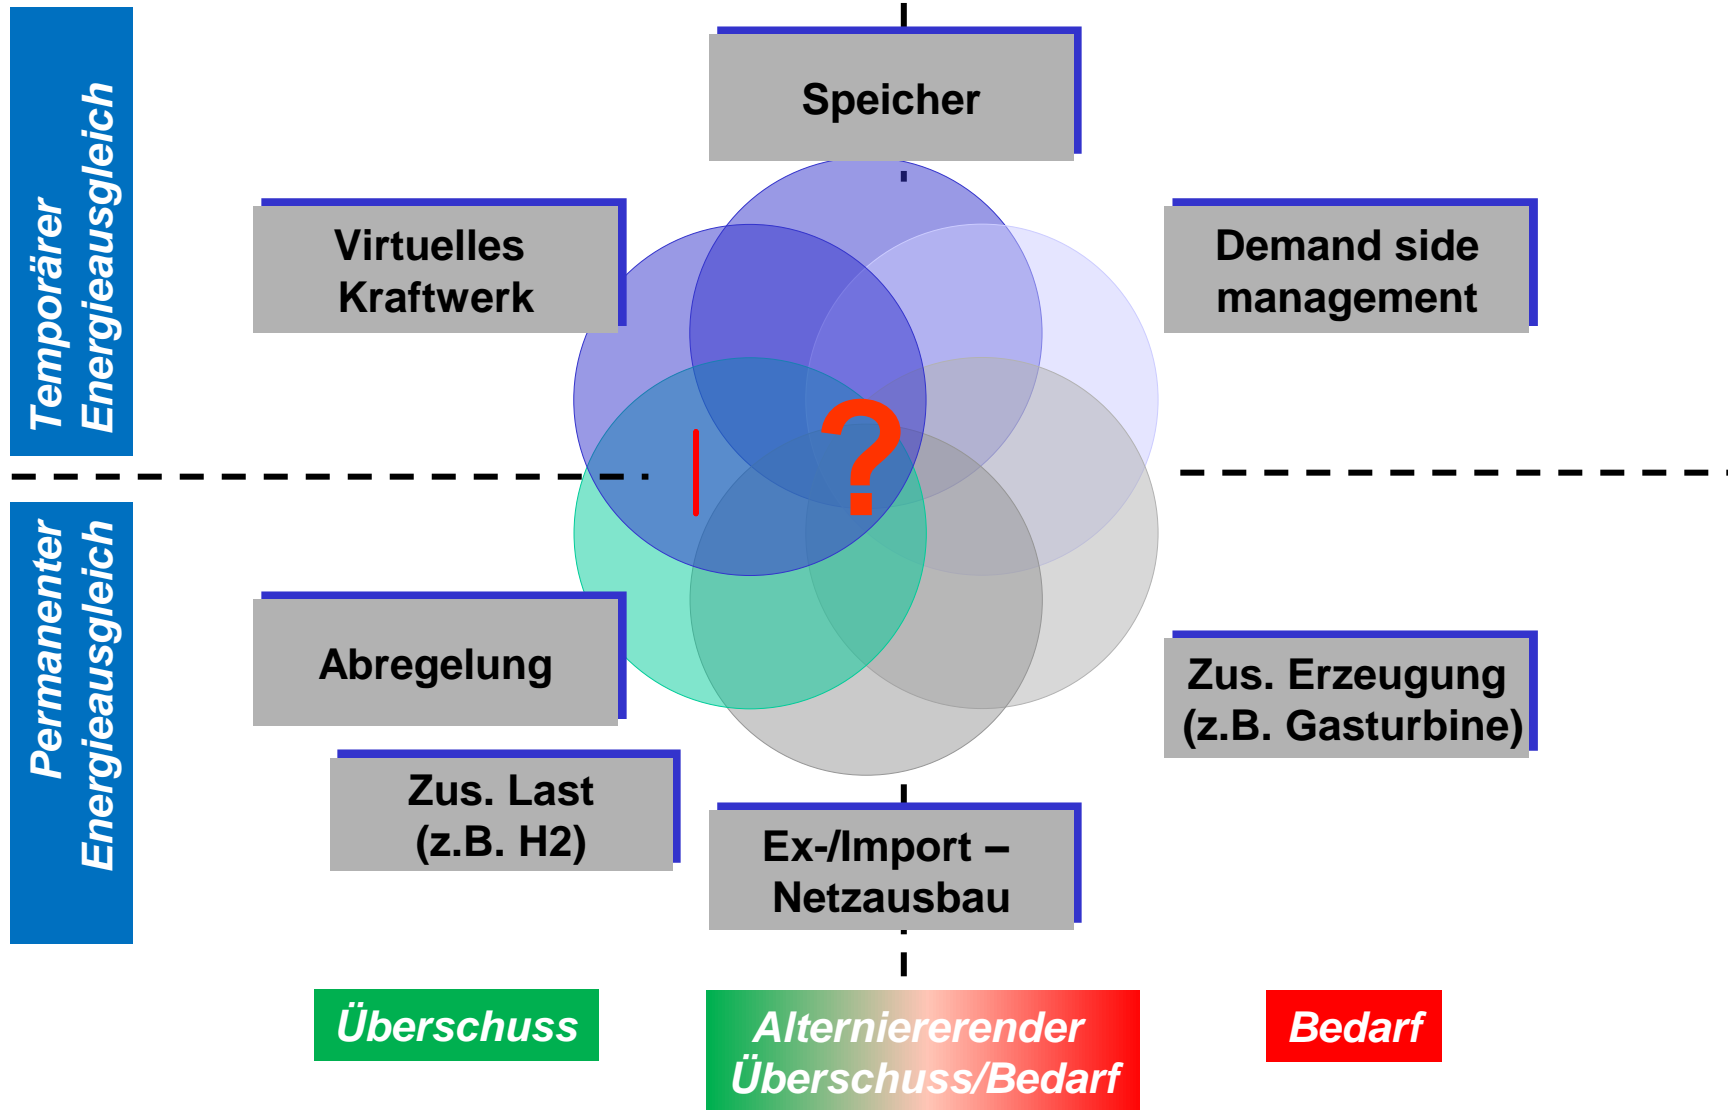 Temporärer
Energieausgleich
Speicher
Virtuelles
Kraftwerk
Demand side
management
?
Permanenter
Energieausgleich
Abregelung
Zus. Erzeugung
(z.B. Gasturbine)
Zus. Last
(z.B. H2)
Ex-/Import –
Netzausbau
Überschuss
Alterniererender
Überschuss/Bedarf
Bedarf